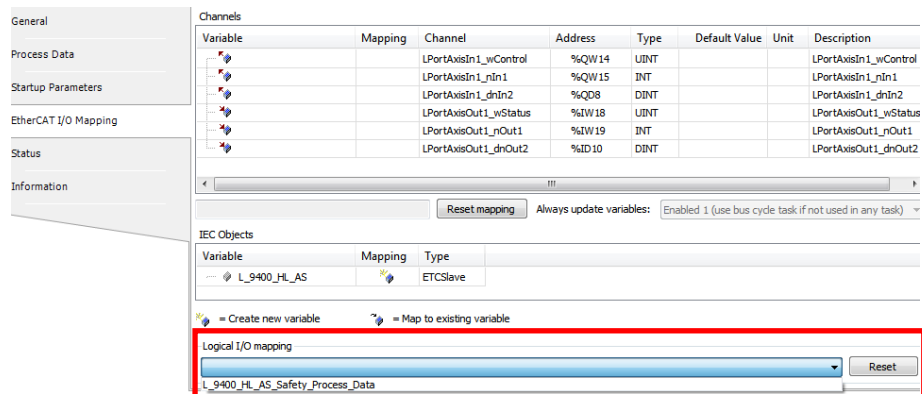 General
Process Data
Startup Parameters
EtherCAT I/O Mapping
Status
Information
Channels
Variable Mapping Channel Address Type Default Value Unit Description
LPortAxisIn1_wControl %QW14 UINT LPortAxisIn1_wControl
LPortAxisIn1_nIn1 %QW15 INT LPortAxisIn1_nIn1
LPortAxisIn1_dnIn2 %QD8 DINT LPortAxisIn1_dnIn2
LPortAxisOut1_wStatus %IW18 UINT LPortAxisOut1_wStatus
LPortAxisOut1_nOut1 %IW19 INT LPortAxisOut1_nOut1
LPortAxisOut1_dnOut2 %ID10 DINT LPortAxisOut1_dnOut2
Reset mapping Always update variables: Enabled 1 (use bus cycle task if not used in any task)
IEC Objects
Variable Mapping Type
L_9400_HL_AS ETCSlave
= Create new variable = Map to existing variable
Logical I/O mapping
Reset
L_9400_HL_AS_Safety_Process_Data